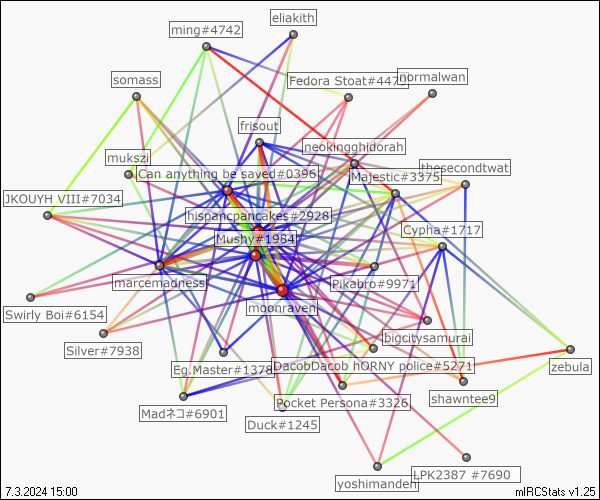 eliakith
ming#4742
Fedora Stoat#447
normalwan
somass
frisout
neokingghidorah
mukszi
Can anything be saved#0396
Majestic#3375
thesecondtwat
JKOUYH VIII#7034
hispancpancakes#2928
Cypha#1717
Mushy#1984
marcemadness
Pikabro#9971
moonraven
Swirly Boi#6154
bigcitysamurai
Silver#7938
Eg.Master#1378
DacobDacob hORNY police#5271
zebula
Madネコ#6901
Pocket Persona#3326
shawntee9
Duck#1245
yoshimandeh
LPK2387 #7690
7.3.2024 15:00
mIRCStats v1.25